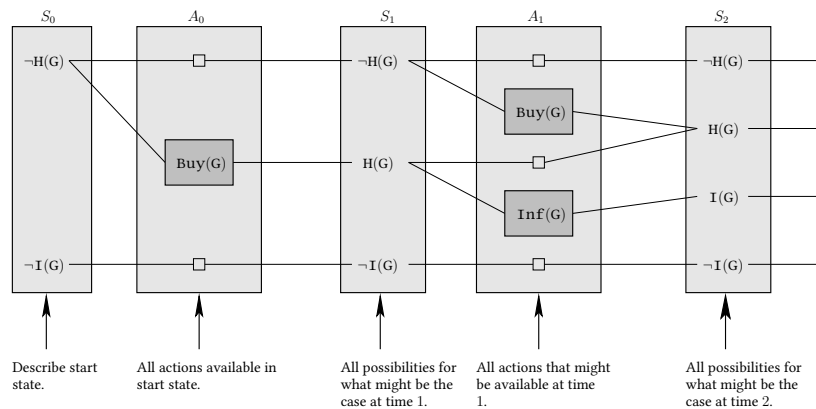 S₀ A₀ S₁ A₁ S₂
¬H(G) ¬H(G) ¬H(G)
Buy(G) H(G)
Buy(G) H(G)
I(G)
Inf(G)
¬I(G) ¬I(G) ¬I(G)
Describe start
state.
All actions available in
start state.
All possibilities for
what might be the
case at time 1.
All actions that might
be available at time
1.
All possibilities for
what might be the
case at time 2.